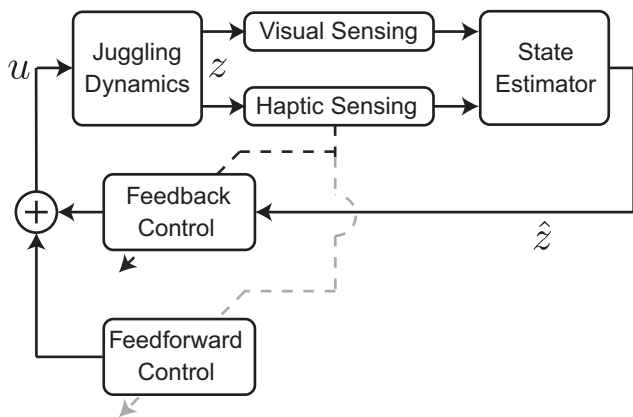 u
Juggling
Dynamics
z
Visual Sensing
Haptic Sensing
State
Estimator
+
Feedback
Control
ẑ
Feedforward
Control